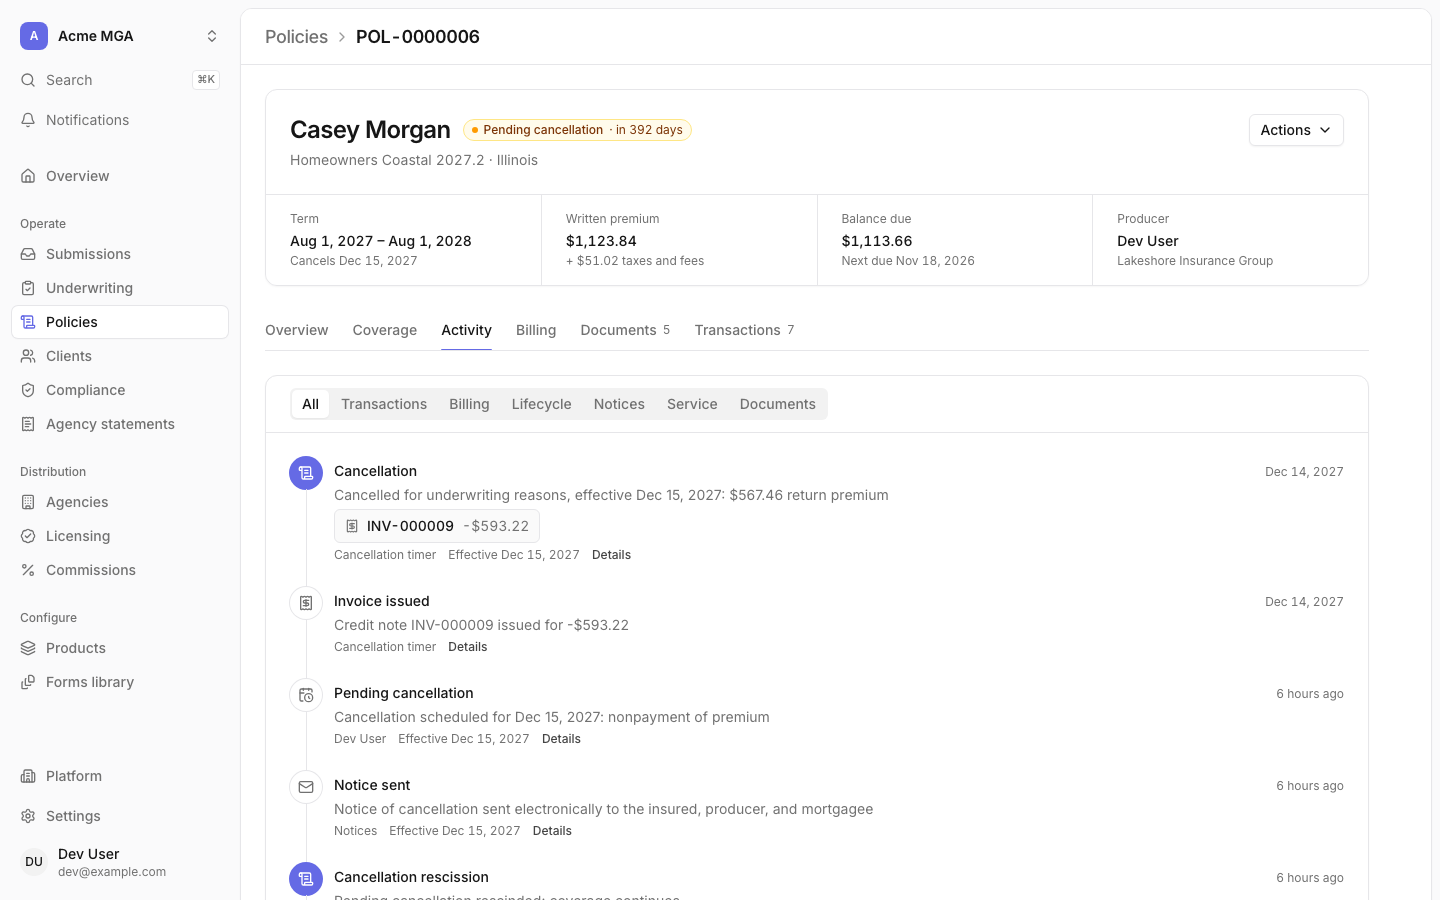 A
Acme MGA
Search
⌘K
Notifications
Overview
Operate
Submissions
Underwriting
Policies
Clients
Compliance
Agency statements
Distribution
Agencies
Licensing
Commissions
Configure
Products
Forms library
Platform
Settings
DU
Dev User
dev@example.com
Policies > POL-0000006
Casey Morgan
Pending cancellation · in 392 days
Actions
Homeowners Coastal 2027.2 · Illinois
Term
Aug 1, 2027 – Aug 1, 2028
Cancels Dec 15, 2027
Written premium
$1,123.84
+ $51.02 taxes and fees
Balance due
$1,113.66
Next due Nov 18, 2026
Producer
Dev User
Lakeshore Insurance Group
Overview Coverage Activity Billing Documents 5 Transactions 7
All Transactions Billing Lifecycle Notices Service Documents
Cancellation Dec 14, 2027
Cancelled for underwriting reasons, effective Dec 15, 2027: $567.46 return premium
INV-000009 -$593.22
Cancellation timer Effective Dec 15, 2027 Details
Invoice issued Dec 14, 2027
Credit note INV-000009 issued for -$593.22
Cancellation timer Details
Pending cancellation 6 hours ago
Cancellation scheduled for Dec 15, 2027: nonpayment of premium
Dev User Effective Dec 15, 2027 Details
Notice sent 6 hours ago
Notice of cancellation sent electronically to the insured, producer, and mortgagee
Notices Effective Dec 15, 2027 Details
Cancellation rescission 6 hours ago
Pending cancellation rescinded: coverage continues